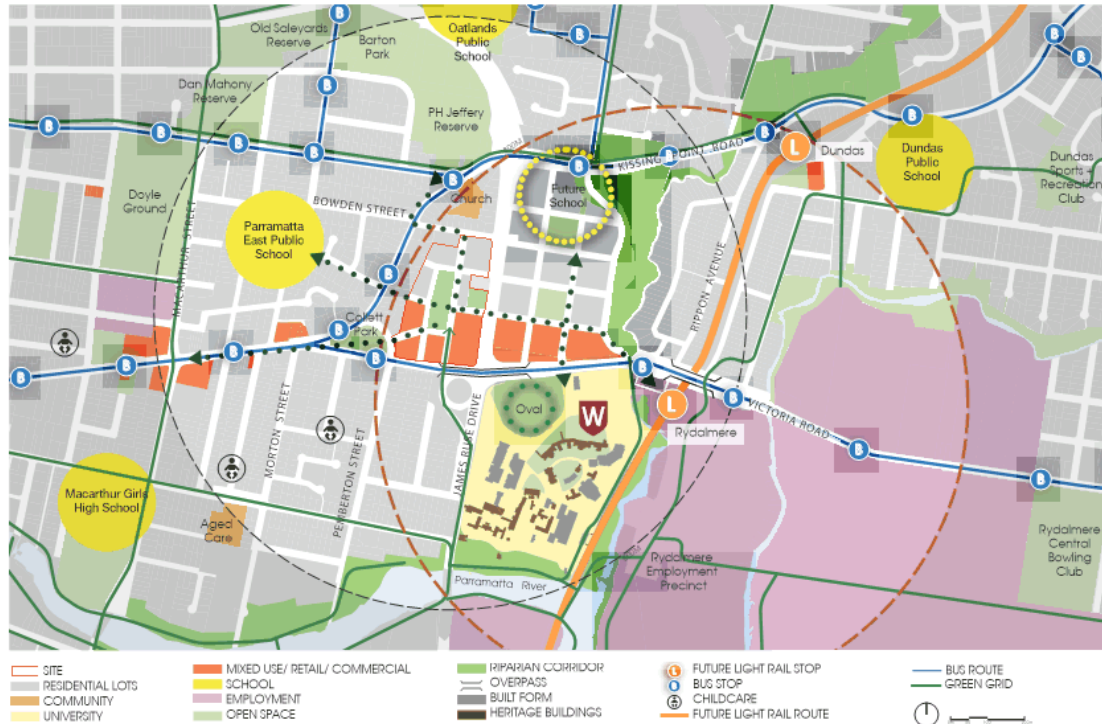 Old Saleyards
Reserve
Barton
Park
Oatlands
Public
School
B
B
B
Dan Mahony
Reserve
B
PH Jeffery
Reserve
B
B
B
B
B
KISSING POINT ROAD
B
B
B
B
L
Dundas
Dundas
Public
School
Dundas
Sports +
Recreation
Club
Doyle
Ground
BOWDEN STREET
Church
Future
School
Parramatta
East Public
School
MACARTHUR STREET
RIPPON AVENUE
B
Collett
Park
B
B
B
B
B
B
B
L
Rydalmere
VICTORIA ROAD
B
B
Oval
W
MORTON STREET
PEMBERTON STREET
JAMES RUSE DRIVE
Macarthur Girls
High School
Aged
Care
Parramatta River
Rydalmere
Employment
Precinct
Rydalmere
Central
Bowling
Club
SITE
RESIDENTIAL LOTS
COMMUNITY
UNIVERSITY
MIXED USE/ RETAIL/ COMMERCIAL
SCHOOL
EMPLOYMENT
OPEN SPACE
RIPARIAN CORRIDOR
OVERPASS
BUILT FORM
HERITAGE BUILDINGS
L FUTURE LIGHT RAIL STOP
B BUS STOP
CHILDCARE
FUTURE LIGHT RAIL ROUTE
BUS ROUTE
GREEN GRID